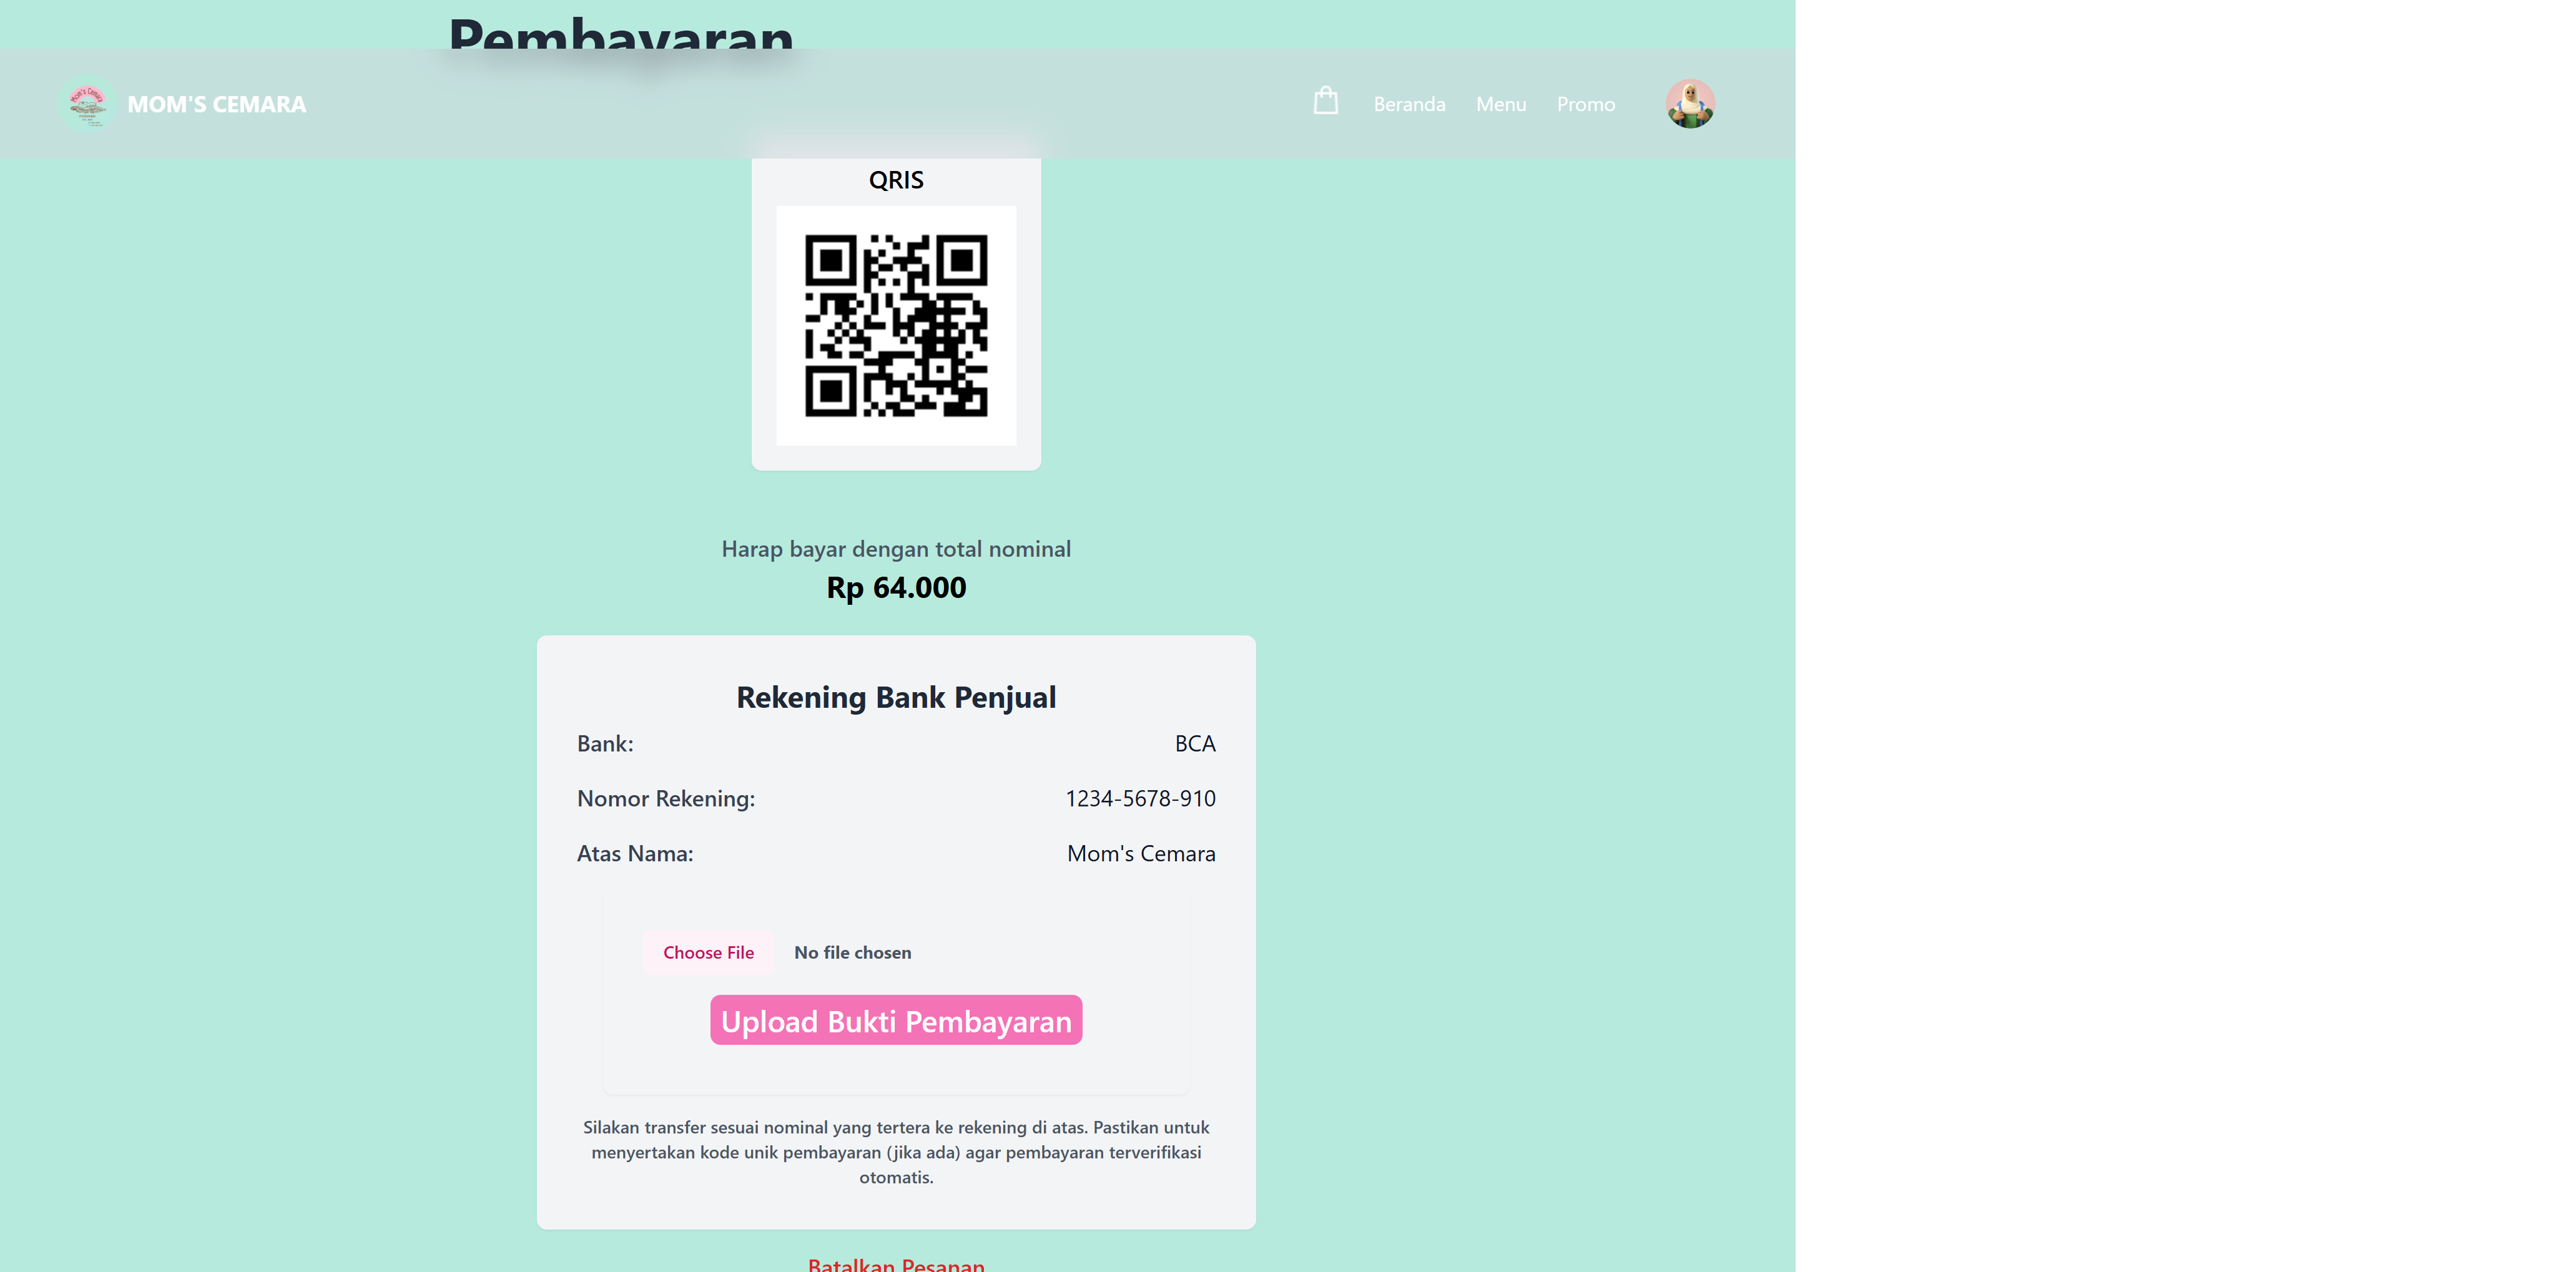 Pembayaran
Mom's Cemara
MOM'S CEMARA
Beranda
Menu
Promo
QRIS
Harap bayar dengan total nominal
Rp 64.000
Rekening Bank Penjual
Bank: BCA
Nomor Rekening: 1234-5678-910
Atas Nama: Mom's Cemara
Choose File No file chosen
Upload Bukti Pembayaran
Silakan transfer sesuai nominal yang tertera ke rekening di atas. Pastikan untuk
menyertakan kode unik pembayaran (jika ada) agar pembayaran terverifikasi
otomatis.
Batalkan Pesanan